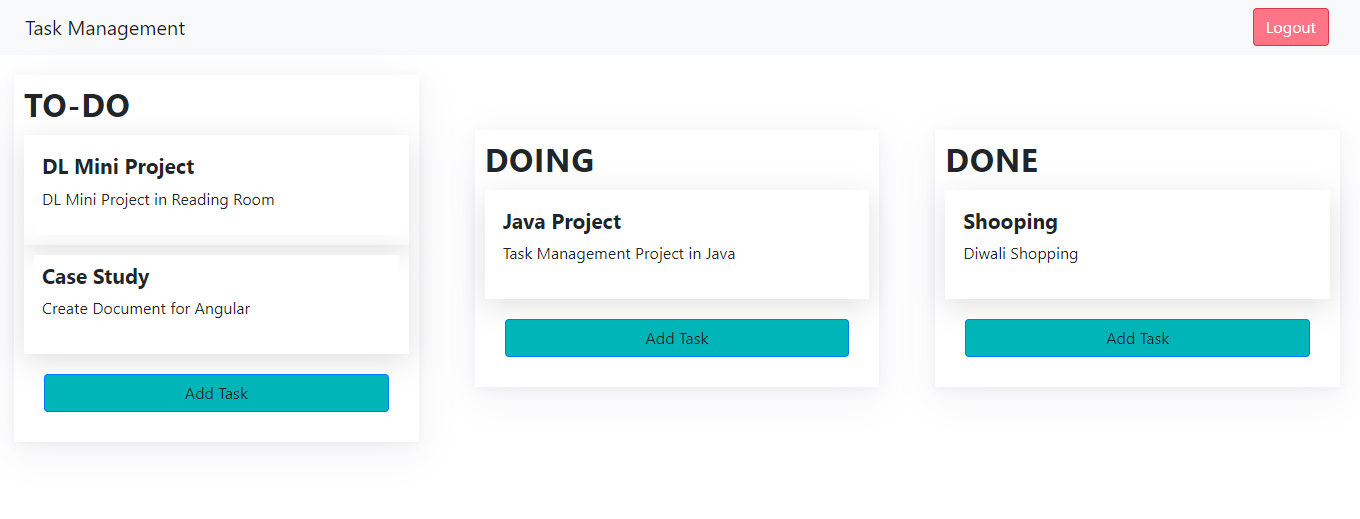 Task Management
Logout
TO-DO
DL Mini Project
DL Mini Project in Reading Room
Case Study
Create Document for Angular
Add Task
DOING
Java Project
Task Management Project in Java
Add Task
DONE
Shooping
Diwali Shopping
Add Task